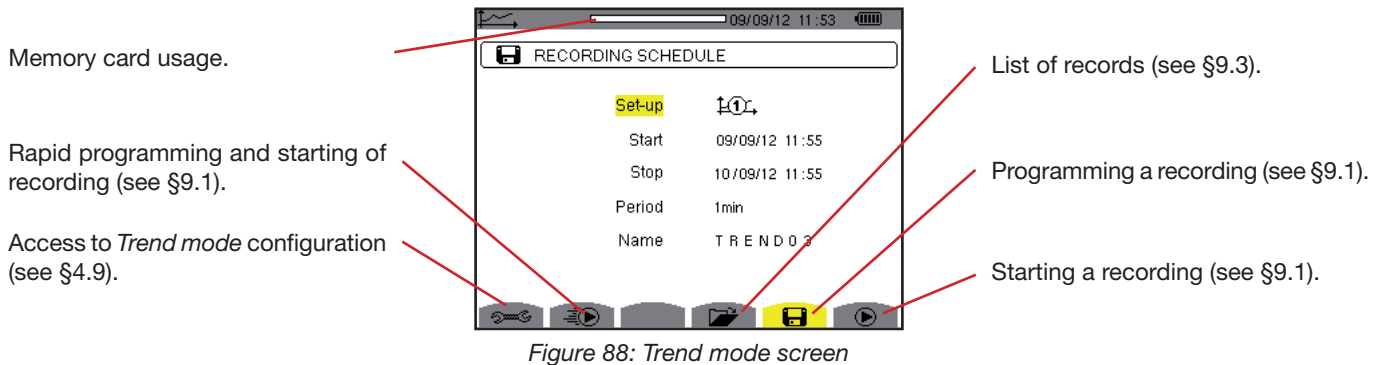 Memory card usage.
Rapid programming and starting of
recording (see §9.1).
Access to Trend mode configuration
(see §4.9).
09/09/12 11:53
RECORDING SCHEDULE
Set-up 1
Start 09/09/12 11:55
Stop 10/09/12 11:55
Period 1min
Name TREND03
List of records (see §9.3).
Programming a recording (see §9.1).
Starting a recording (see §9.1).
Figure 88: Trend mode screen